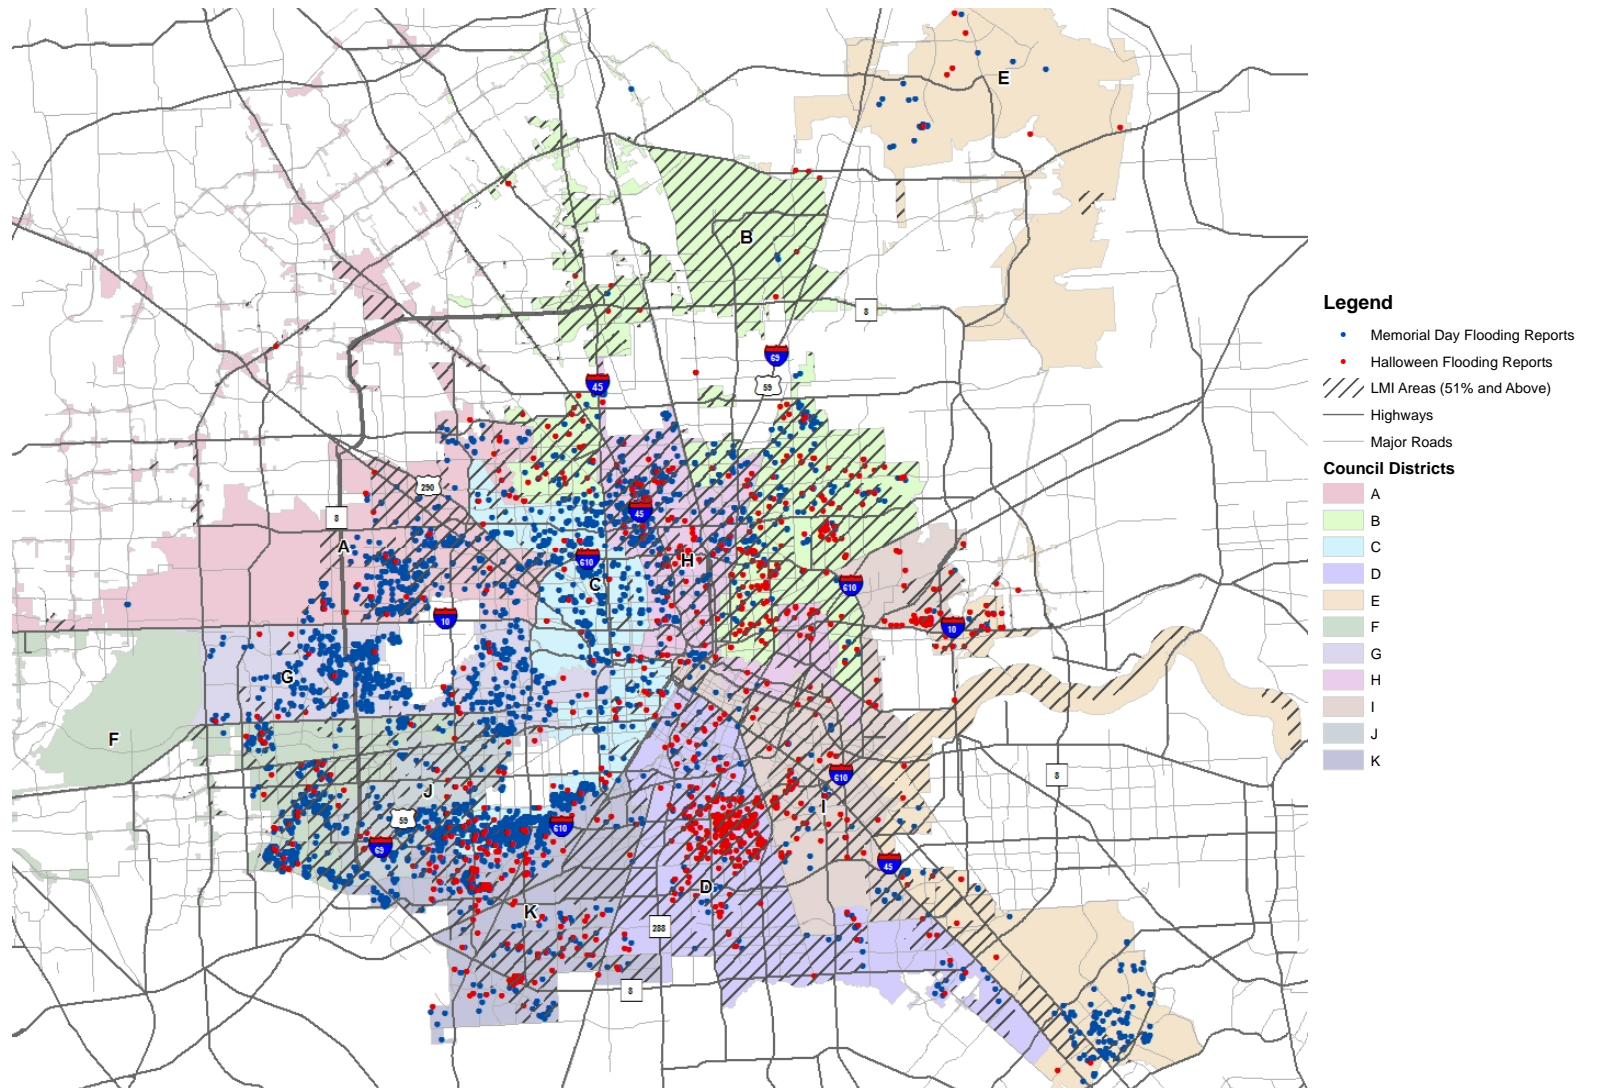 E
B
8
69
59
45
290
8
45
A
H
610
C
610
10
10
G
F
610
8
J
I
59
610
69
45
D
K
288
8
Legend
Memorial Day Flooding Reports
Halloween Flooding Reports
LMI Areas (51% and Above)
Highways
Major Roads
Council Districts
A
B
C
D
E
F
G
H
I
J
K